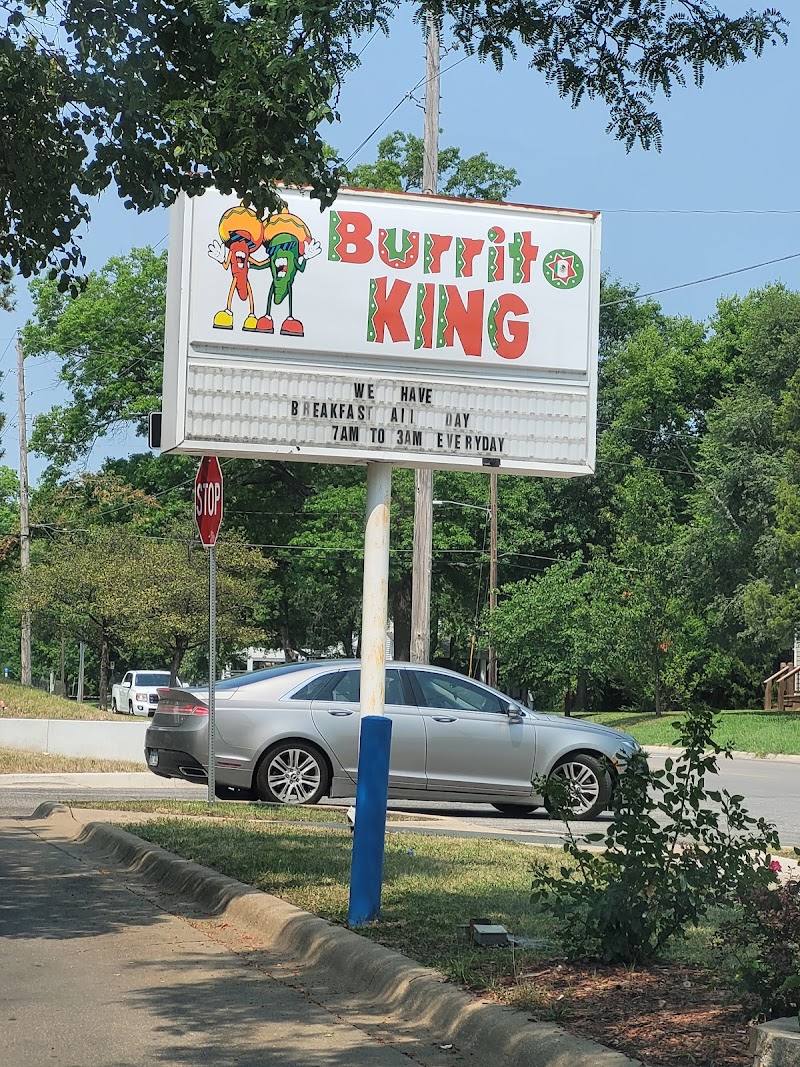 Burrito
KING
WE HAVE
BREAKFAST ALL DAY
7AM TO 3AM EVERYDAY
STOP